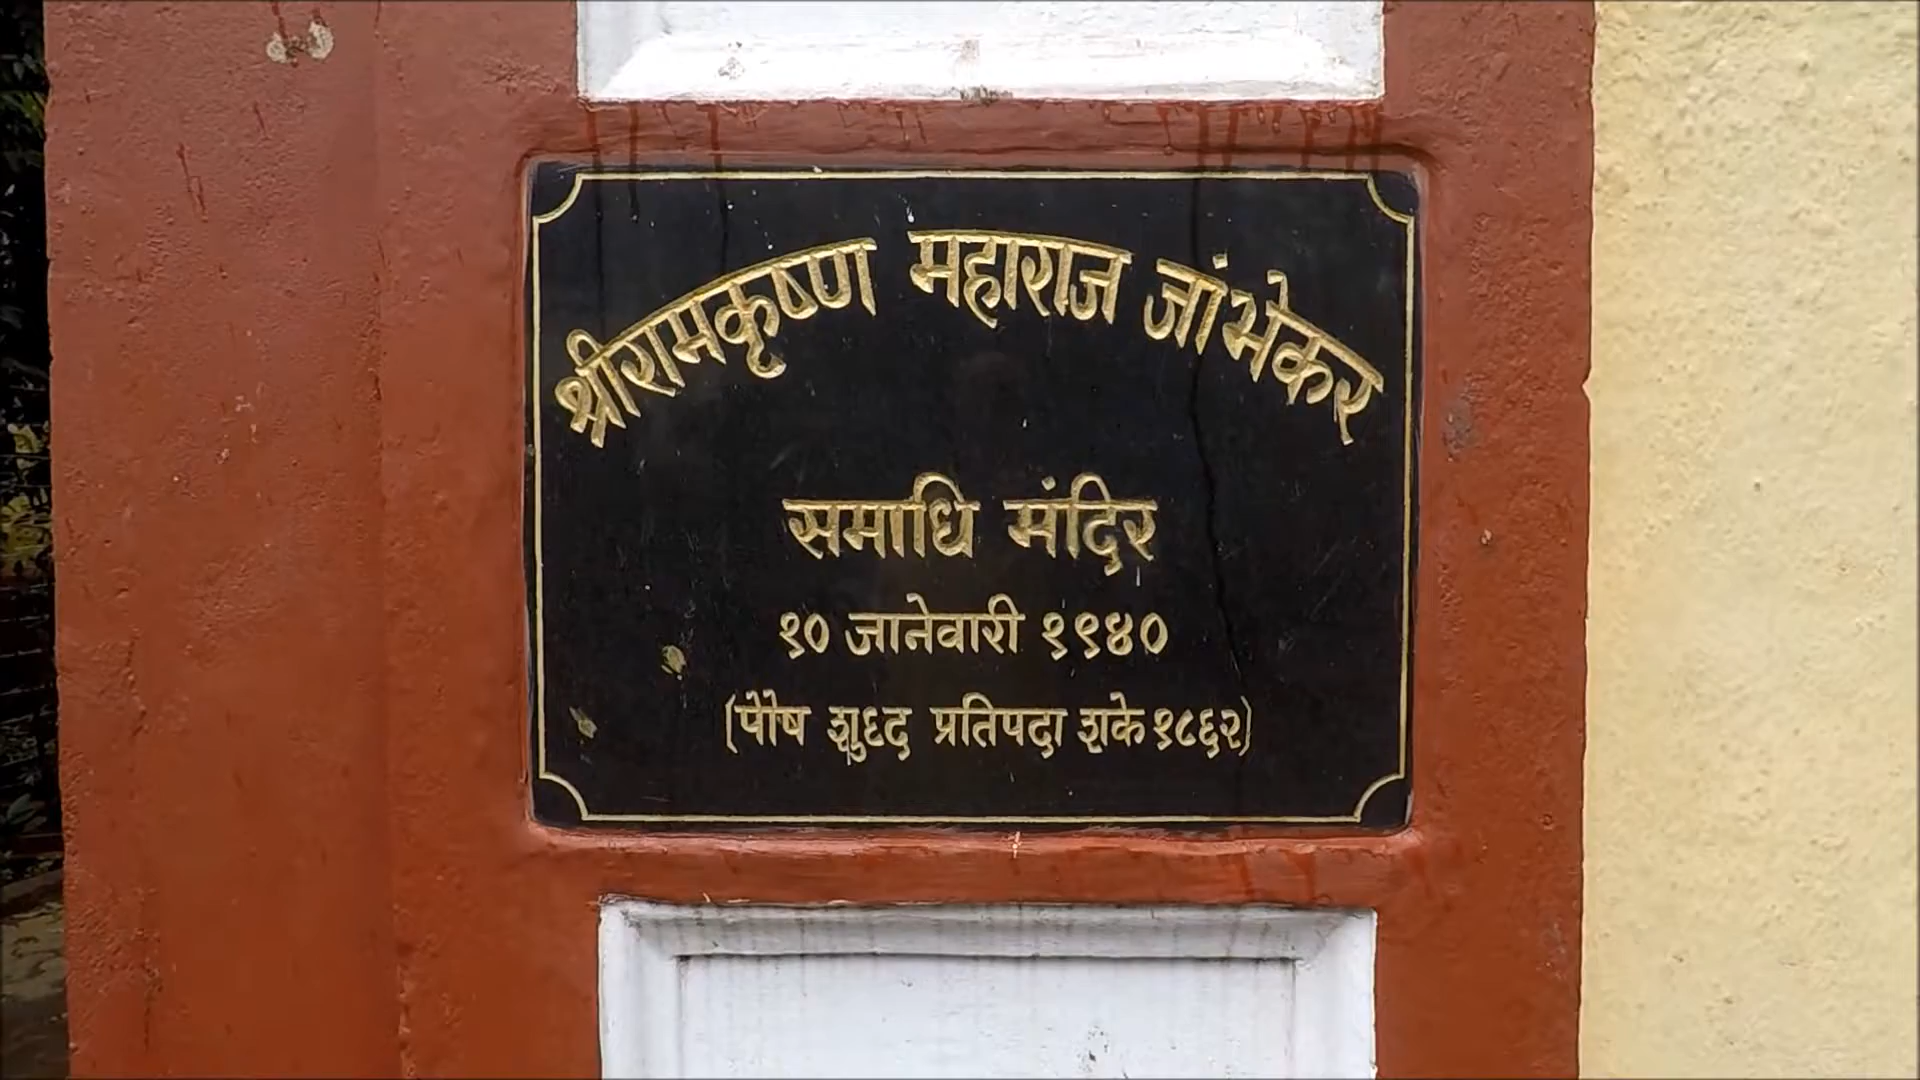 श्रीरामकृष्ण महाराज जांभेकर
समाधि मंदिर
१० जानेवारी १९४०
(पौष शुध्द प्रतिपदा शके १८६२)